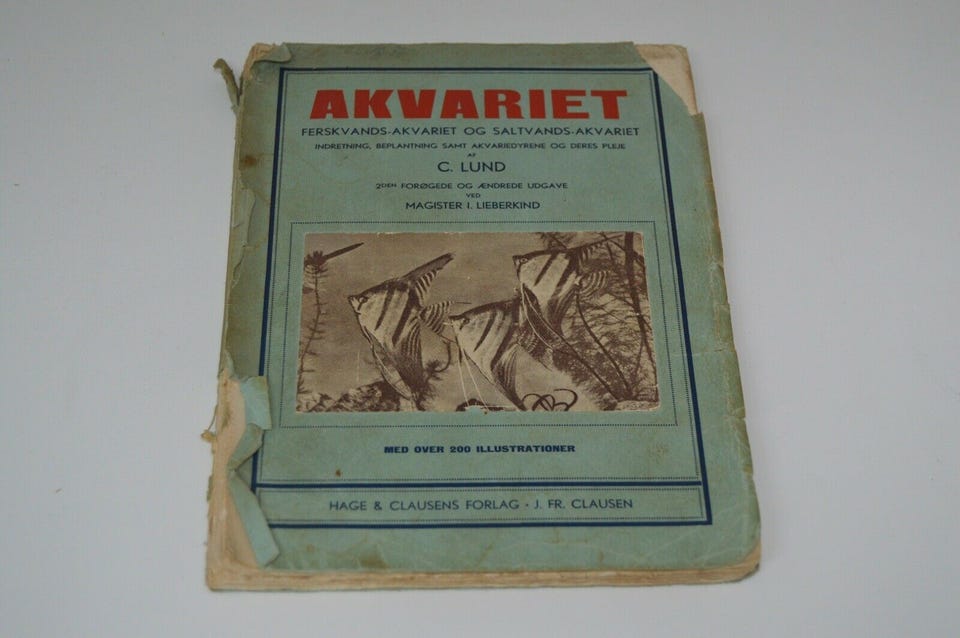 AKVARIET
FERSKVANDS-AKVARIET OG SALTVANDS-AKVARIET
INDRETNING, BEPLANTNING SAMT AKVARIEDYRENE OG DERES PLEJE
AF
C. LUND
2DEN FORØGEDE OG ÆNDREDE UDGAVE
VED
MAGISTER I. LIEBERKIND
MED OVER 200 ILLUSTRATIONER
HAGE & CLAUSENS FORLAG · J. FR. CLAUSEN